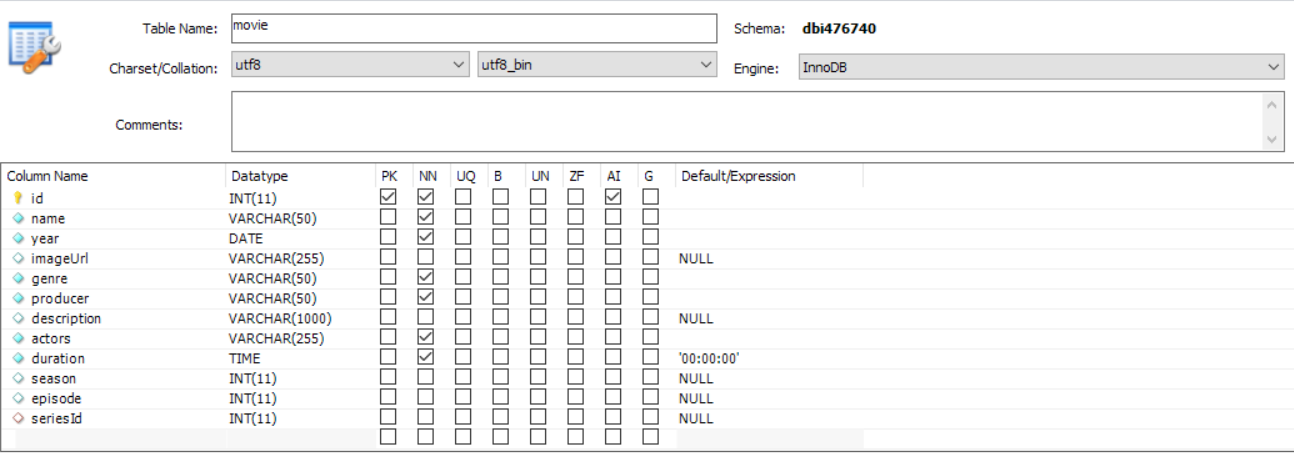 Table Name: movie Schema: dbi476740
Charset/Collation: utf8 utf8_bin Engine: InnoDB
Comments:
Column Name Datatype PK NN UQ B UN ZF AI G Default/Expression
id INT(11)
name VARCHAR(50)
year DATE
imageUrl VARCHAR(255) NULL
genre VARCHAR(50)
producer VARCHAR(50)
description VARCHAR(1000) NULL
actors VARCHAR(255)
duration TIME '00:00:00'
season INT(11) NULL
episode INT(11) NULL
seriesId INT(11) NULL